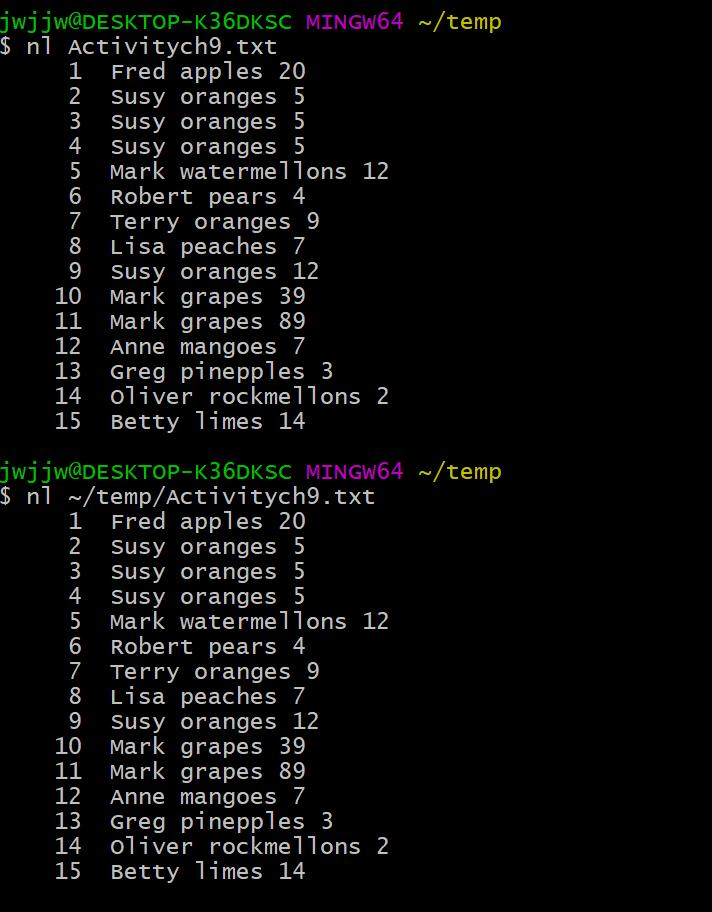 jwjjw@DESKTOP-K36DKSC MINGW64 ~/temp
$ nl Activitych9.txt
     1  Fred apples 20
     2  Susy oranges 5
     3  Susy oranges 5
     4  Susy oranges 5
     5  Mark watermellons 12
     6  Robert pears 4
     7  Terry oranges 9
     8  Lisa peaches 7
     9  Susy oranges 12
    10  Mark grapes 39
    11  Mark grapes 89
    12  Anne mangoes 7
    13  Greg pinepples 3
    14  Oliver rockmellons 2
    15  Betty limes 14

jwjjw@DESKTOP-K36DKSC MINGW64 ~/temp
$ nl ~/temp/Activitych9.txt
     1  Fred apples 20
     2  Susy oranges 5
     3  Susy oranges 5
     4  Susy oranges 5
     5  Mark watermellons 12
     6  Robert pears 4
     7  Terry oranges 9
     8  Lisa peaches 7
     9  Susy oranges 12
    10  Mark grapes 39
    11  Mark grapes 89
    12  Anne mangoes 7
    13  Greg pinepples 3
    14  Oliver rockmellons 2
    15  Betty limes 14